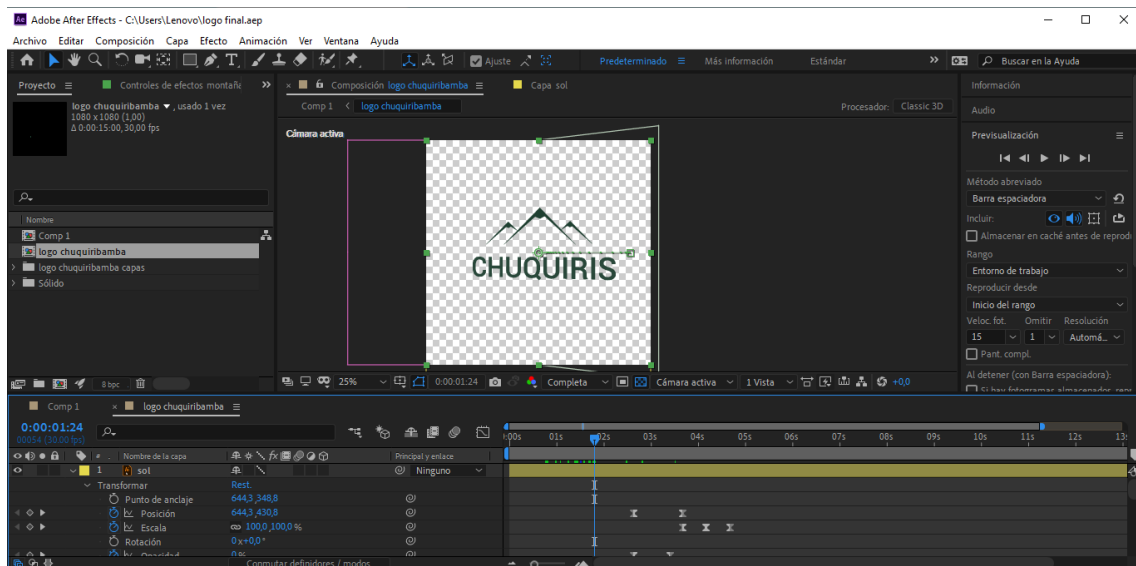 Adobe After Effects - C:\Users\Lenovo\logo final.aep
Archivo Editar Composición Capa Efecto Animación Ver Ventana Ayuda
Ajuste Predeterminado Más información Estándar Buscar en la Ayuda
Proyecto Controles de efectos montaña Composición logo chuquiribamba Capa sol Información
logo chuquiribamba , usado 1 vez
1080 x 1080 (1,00)
Δ 0:00:15:00, 30,00 fps
Comp 1 logo chuquiribamba Procesador: Classic 3D
Audio
Cámara activa
Previsualización
CHUQUIRIS
Método abreviado
Barra espaciadora
Incluir:
Almacenar en caché antes de reprodu
Rango
Entorno de trabajo
Reproducir desde
Inicio del rango
Veloc. fot. Omitir Resolución
15 1 Automá...
Pant. compl.
Al detener (con Barra espaciadora):
Si hay fotogramas almacenados, repr
Nombre
Comp 1
logo chuquiribamba
logo chuquiribamba capas
Sólido
8 bpc
25% 0:00:01:24 Completa Cámara activa 1 Vista +0,0
Comp 1 logo chuquiribamba
0:00:01:24
00054 (30.00 fps)
:00s 01s 02s 03s 04s 05s 06s 07s 08s 09s 10s 11s 12s 13s
# Nombre de la capa Principal y enlace
1 sol Ninguno
Transformar Rest.
Punto de anclaje 644,3 ,348,8
Posición 644,3 ,430,8
Escala 100,0 ,100,0 %
Rotación 0 x+0,0°
Opacidad 0 %
Conmutar definidores / modos